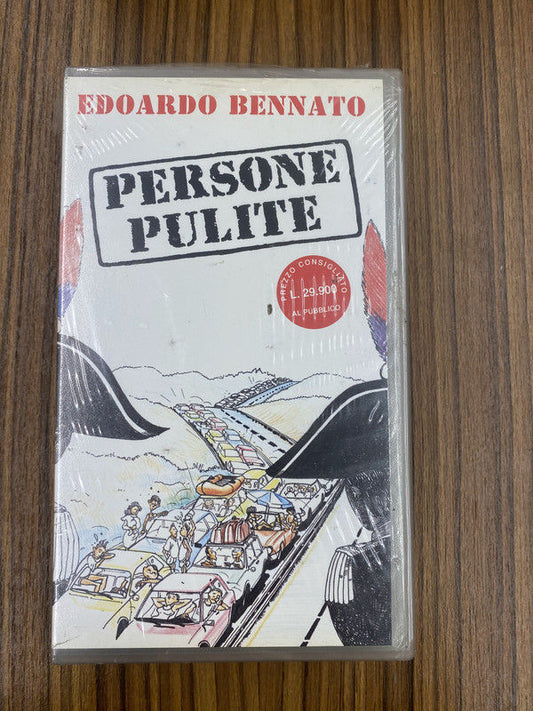 EDOARDO BENNATO
PERSONE
PULITE
PREZZO CONSIGLIATO
L. 29.900
AL PUBBLICO